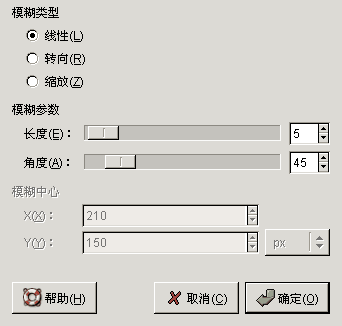 模糊类型
线性(L)
转向(R)
缩放(Z)
模糊参数
长度(E): 5
角度(A): 45
模糊中心
X(X): 210
Y(Y): 150 px
帮助(H) 取消(C) 确定(O)